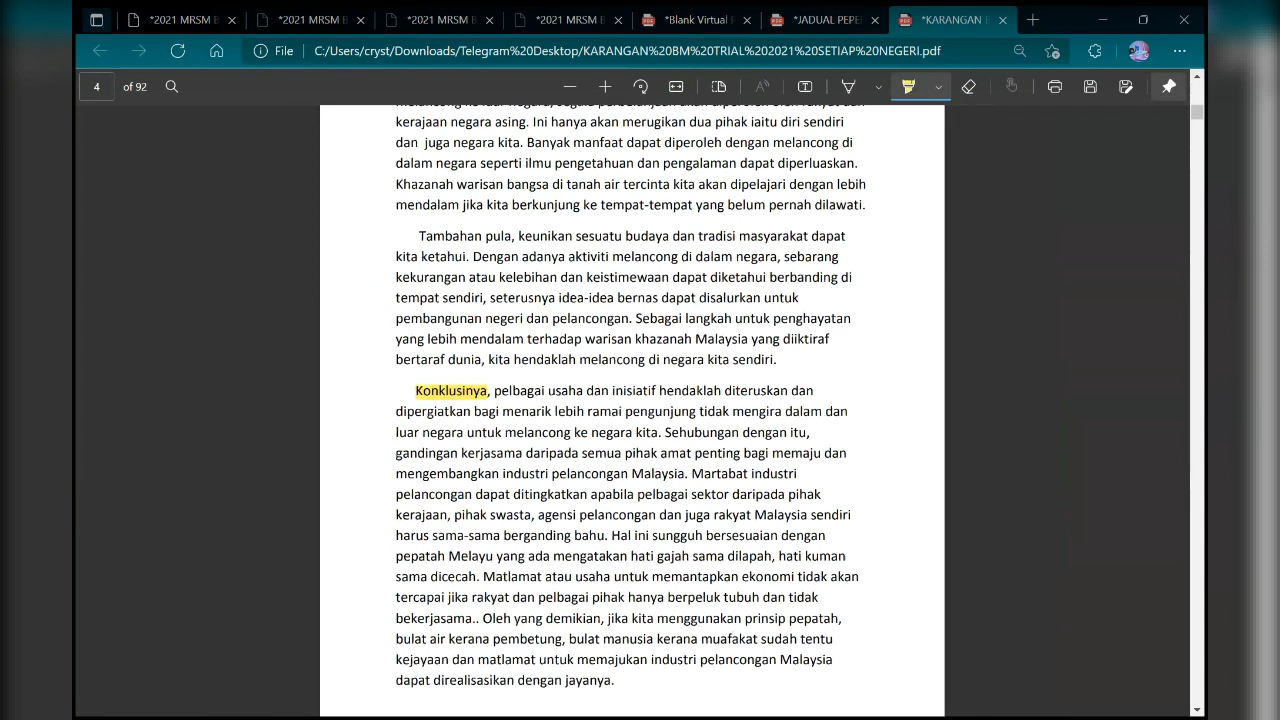 *2021 MRSM B
*2021 MRSM B
*2021 MRSM B
*2021 MRSM B
*Blank Virtual
*JADUAL PEPE
*KARANGAN B
File C:/Users/cryst/Downloads/Telegram%20Desktop/KARANGAN%20BM%20TRIAL%202021%20SETIAP%20NEGERI.pdf
4 of 92
kerajaan negara asing. Ini hanya akan merugikan dua pihak iaitu diri sendiri
dan juga negara kita. Banyak manfaat dapat diperoleh dengan melancong di
dalam negara seperti ilmu pengetahuan dan pengalaman dapat diperluaskan.
Khazanah warisan bangsa di tanah air tercinta kita akan dipelajari dengan lebih
mendalam jika kita berkunjung ke tempat-tempat yang belum pernah dilawati.
Tambahan pula, keunikan sesuatu budaya dan tradisi masyarakat dapat
kita ketahui. Dengan adanya aktiviti melancong di dalam negara, sebarang
kekurangan atau kelebihan dan keistimewaan dapat diketahui berbanding di
tempat sendiri, seterusnya idea-idea bernas dapat disalurkan untuk
pembangunan negeri dan pelancongan. Sebagai langkah untuk penghayatan
yang lebih mendalam terhadap warisan khazanah Malaysia yang diiktiraf
bertaraf dunia, kita hendaklah melancong di negara kita sendiri.
Konklusinya, pelbagai usaha dan inisiatif hendaklah diteruskan dan
dipergiatkan bagi menarik lebih ramai pengunjung tidak mengira dalam dan
luar negara untuk melancong ke negara kita. Sehubungan dengan itu,
gandingan kerjasama daripada semua pihak amat penting bagi memaju dan
mengembangkan industri pelancongan Malaysia. Martabat industri
pelancongan dapat ditingkatkan apabila pelbagai sektor daripada pihak
kerajaan, pihak swasta, agensi pelancongan dan juga rakyat Malaysia sendiri
harus sama-sama berganding bahu. Hal ini sungguh bersesuaian dengan
pepatah Melayu yang ada mengatakan hati gajah sama dilapah, hati kuman
sama dicecah. Matlamat atau usaha untuk memantapkan ekonomi tidak akan
tercapai jika rakyat dan pelbagai pihak hanya berpeluk tubuh dan tidak
bekerjasama.. Oleh yang demikian, jika kita menggunakan prinsip pepatah,
bulat air kerana pembetung, bulat manusia kerana muafakat sudah tentu
kejayaan dan matlamat untuk memajukan industri pelancongan Malaysia
dapat direalisasikan dengan jayanya.